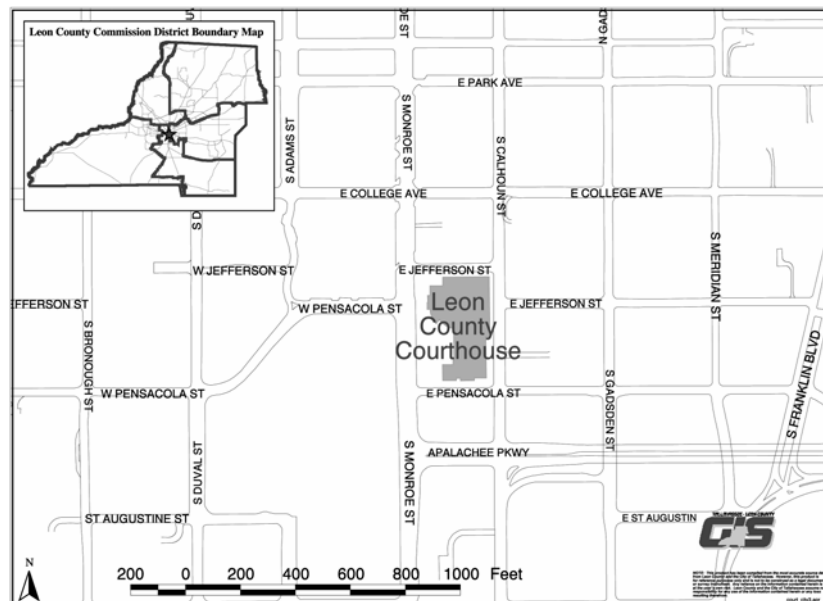 Leon County Commission District Boundary Map
E PARK AVE
S MONROE ST
S ADAMS ST
S CALHOUN ST
E COLLEGE AVE
E COLLEGE AVE
W JEFFERSON ST
E JEFFERSON ST
S MERIDIAN ST
EFFERSON ST
W PENSACOLA ST
E JEFFERSON ST
Leon
County
Courthouse
S BRONOUGH ST
S FRANKLIN BLVD
W PENSACOLA ST
E PENSACOLA ST
S GADSDEN ST
S DUVAL ST
S MONROE ST
APALACHEE PKWY
ST AUGUSTINE ST
E ST AUGUSTIN
GIS
N
200 0 200 400 600 800 1000 Feet